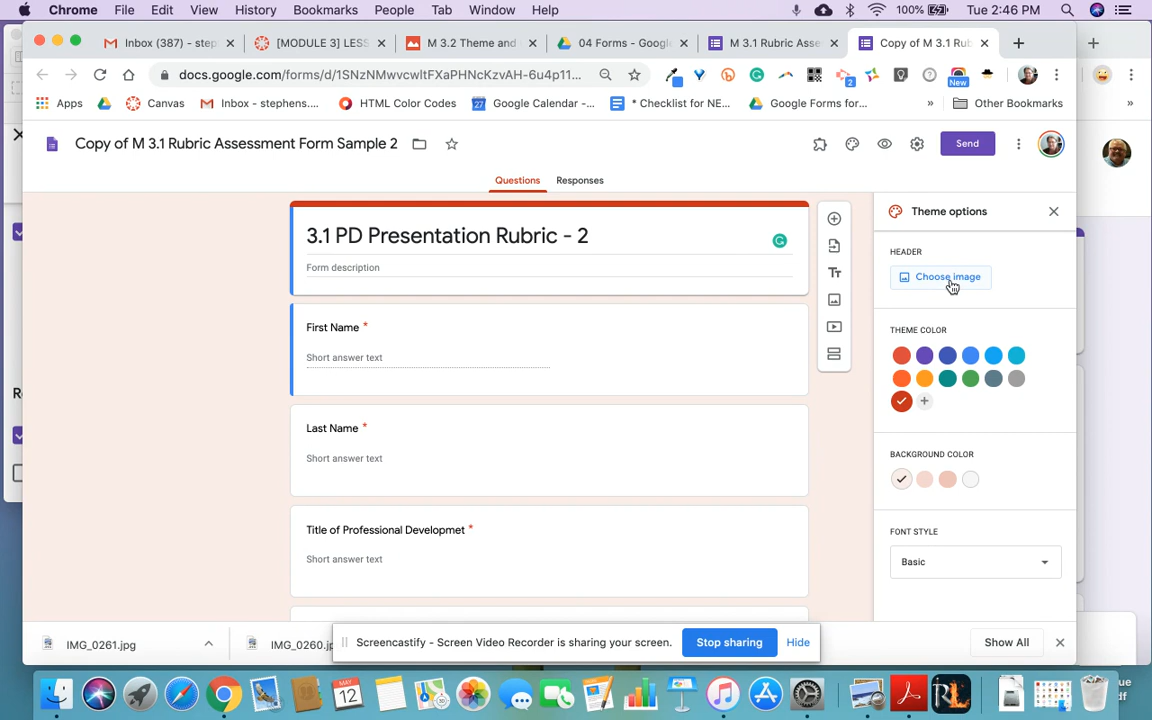 Chrome File Edit View History Bookmarks People Tab Window Help 100% Tue 2:46 PM
Inbox (387) - step [MODULE 3] LESS M 3.2 Theme and 04 Forms - Google M 3.1 Rubric Asse Copy of M 3.1 Rub
docs.google.com/forms/d/1SNzNMwvcwltFXaPHNcKzvAH-6u4p11... 2 New
Apps Canvas Inbox - stephens.... HTML Color Codes Google Calendar -... * Checklist for NE... Google Forms for... » Other Bookmarks »
Copy of M 3.1 Rubric Assessment Form Sample 2 Send
Questions Responses
Theme options
3.1 PD Presentation Rubric - 2
Form description
HEADER
Choose image
First Name *
Short answer text
THEME COLOR
Last Name *
Short answer text
BACKGROUND COLOR
Title of Professional Developmet *
Short answer text
FONT STYLE
Basic
IMG_0261.jpg IMG_0260.jp Screencastify - Screen Video Recorder is sharing your screen. Stop sharing Hide Show All
MAY
12